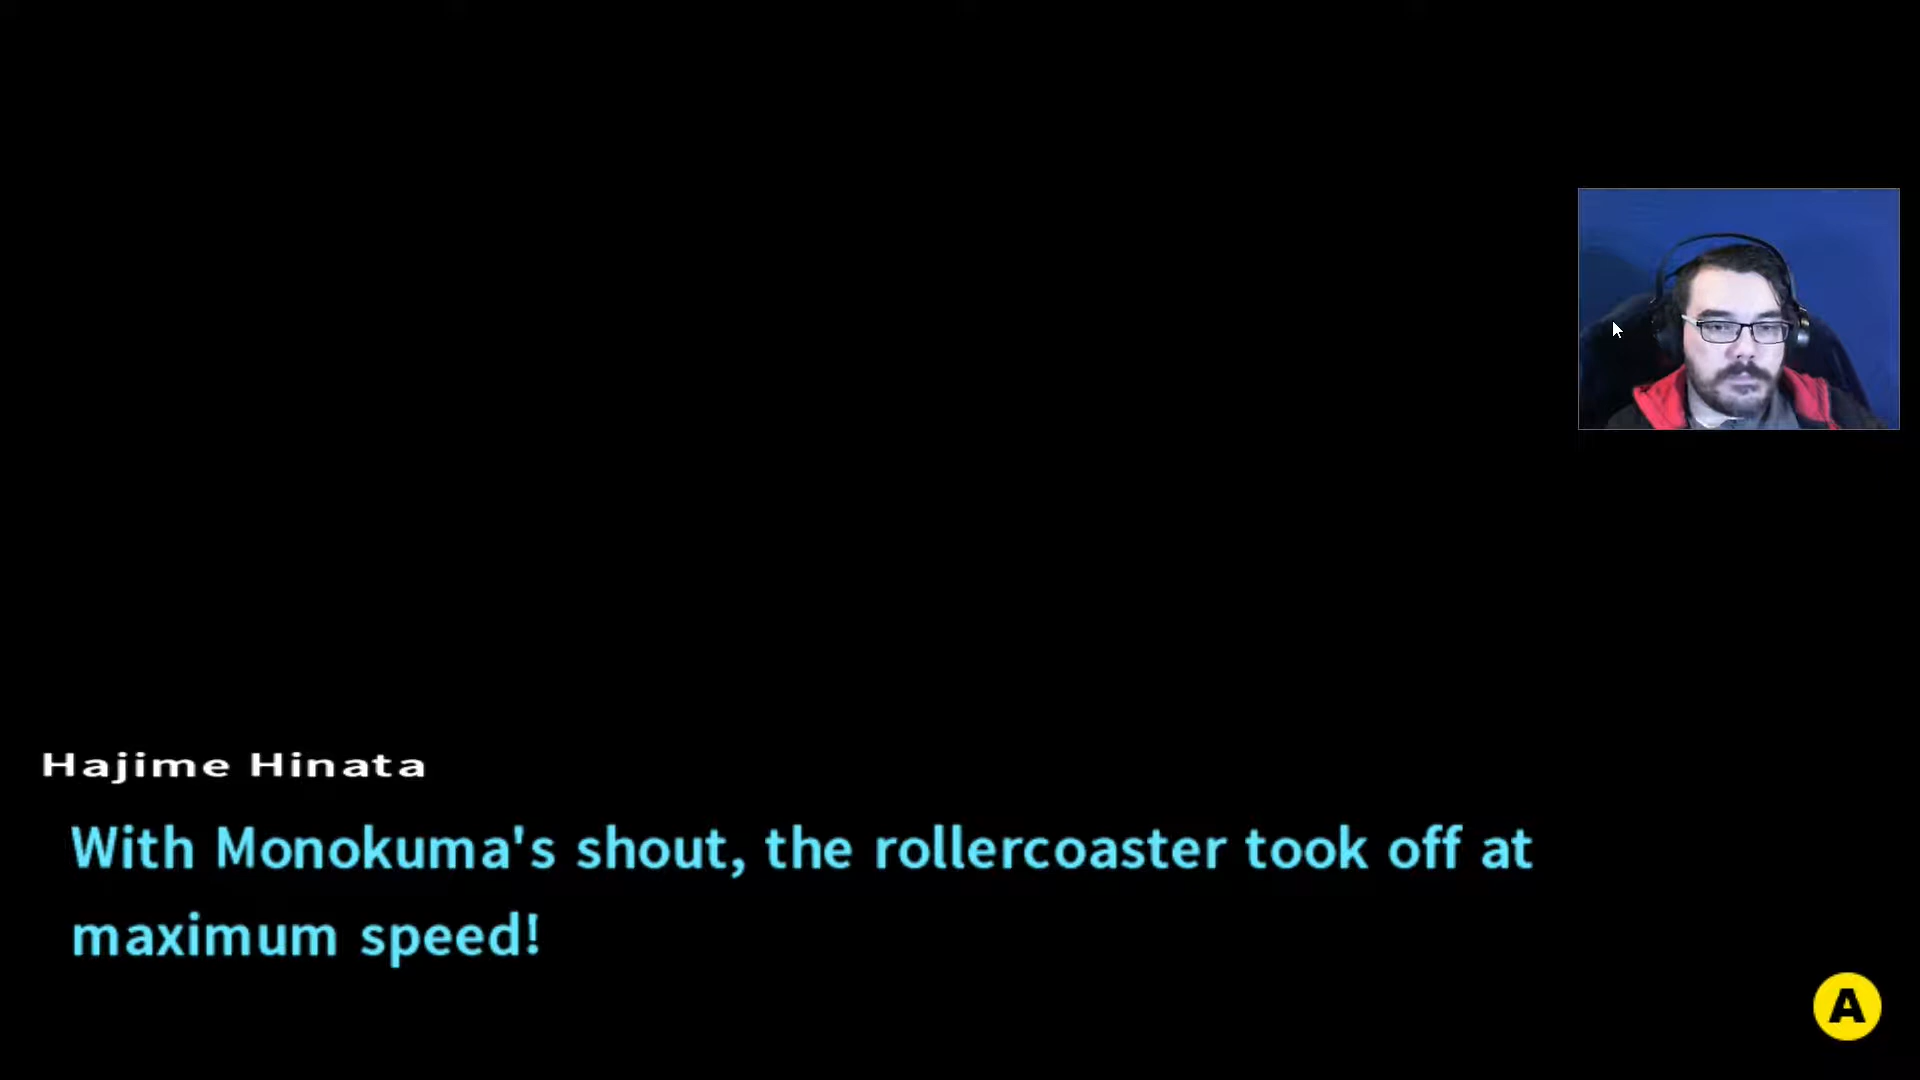 Hajime Hinata
With Monokuma's shout, the rollercoaster took off at
maximum speed!
A